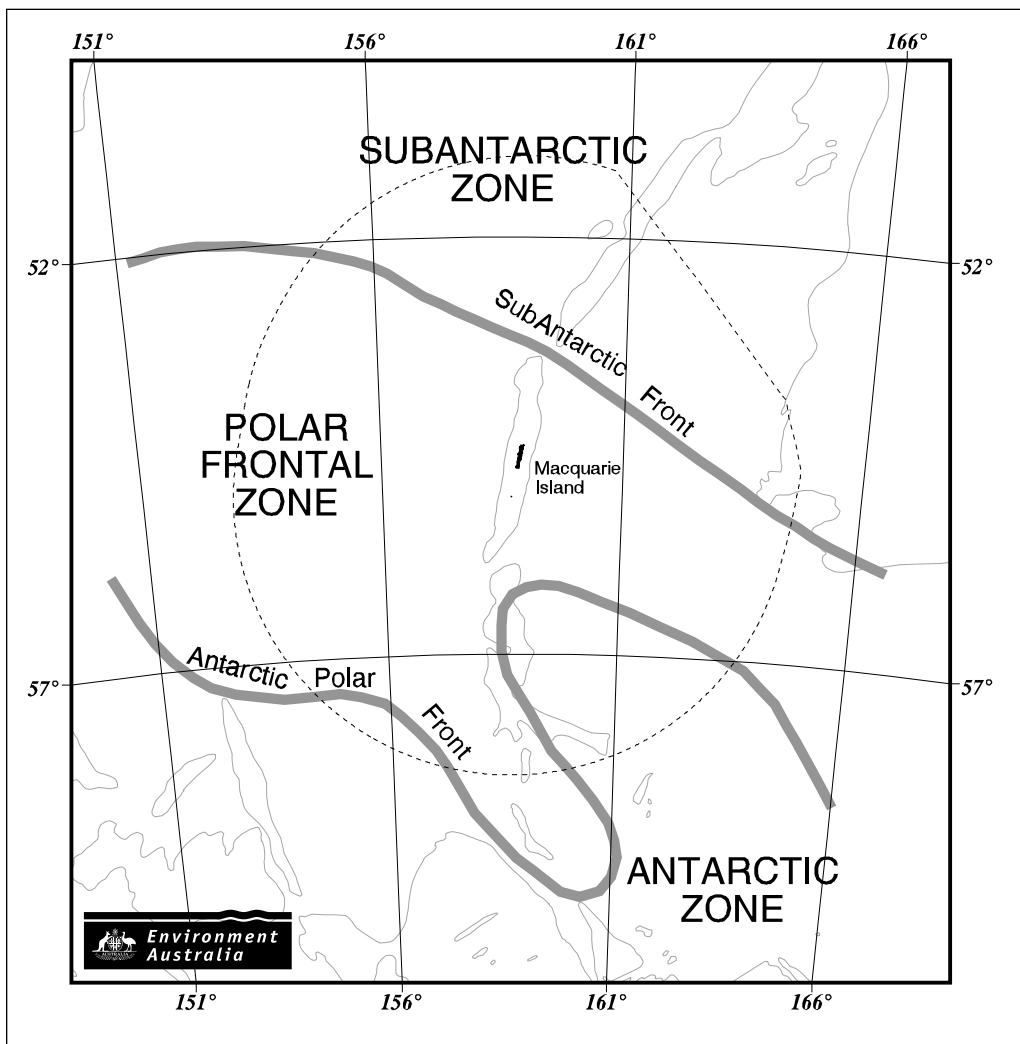 151° 156° 161° 166°
SUBANTARCTIC
ZONE
52° 52°
SubAntarctic Front
POLAR
FRONTAL
ZONE
Macquarie
Island
Antarctic Polar Front
57° 57°
ANTARCTIC
ZONE
AUSTRALIA
Environment
Australia
151° 156° 161° 166°